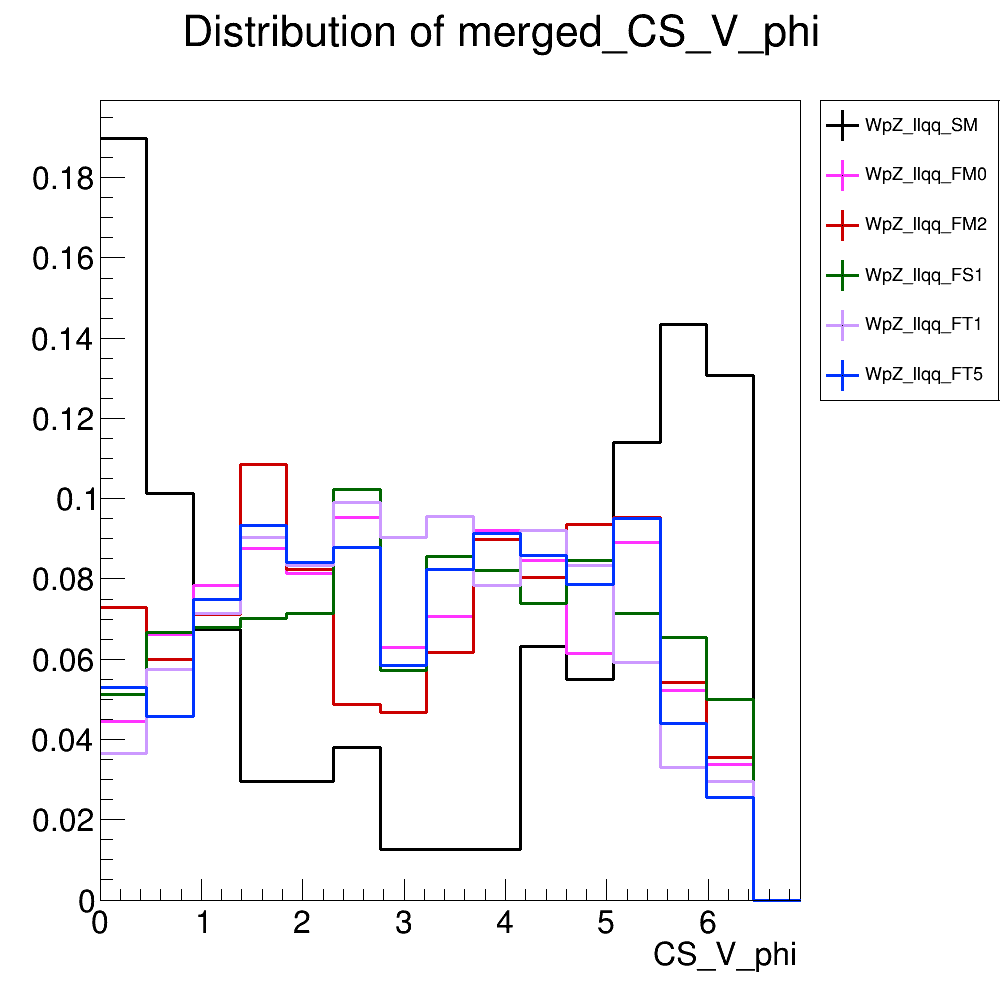 Distribution of merged_CS_V_phi
WpZ_llqq_SM
WpZ_llqq_FM0
WpZ_llqq_FM2
WpZ_llqq_FS1
WpZ_llqq_FT1
WpZ_llqq_FT5
0.18
0.16
0.14
0.12
0.1
0.08
0.06
0.04
0.02
0
0 1 2 3 4 5 6
CS_V_phi